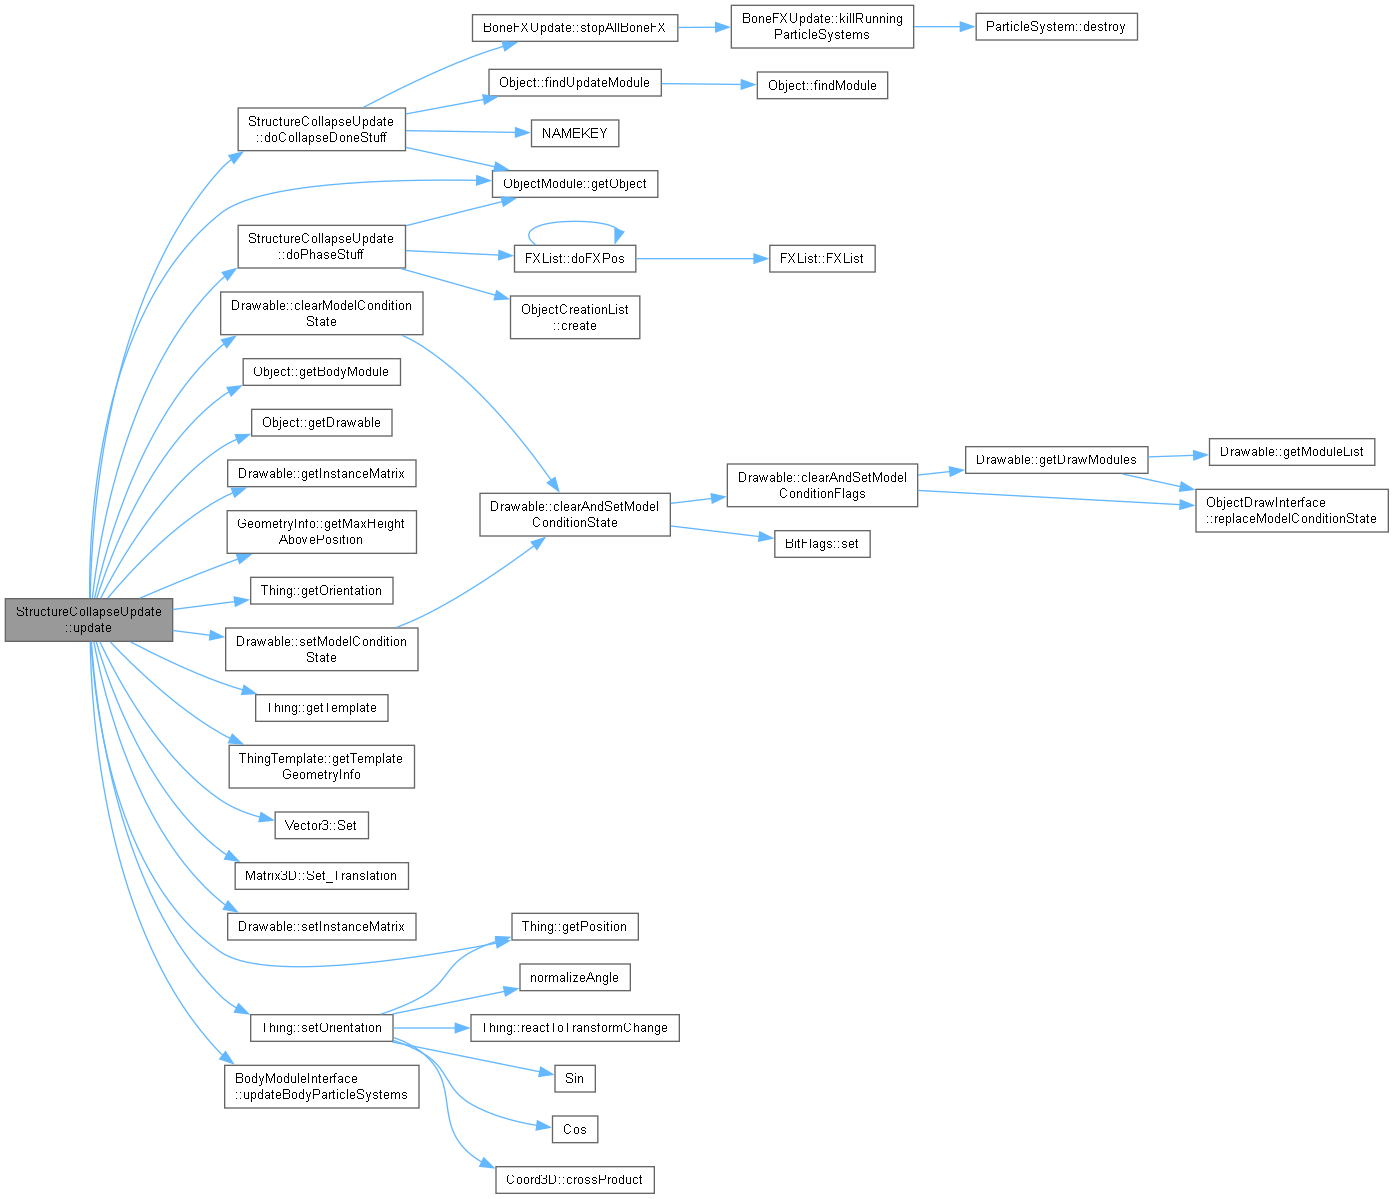 BoneFXUpdate::stopAllBoneFX
BoneFXUpdate::killRunning
ParticleSystems
ParticleSystem::destroy
Object::findUpdateModule
Object::findModule
StructureCollapseUpdate
::doCollapseDoneStuff
NAMEKEY
ObjectModule::getObject
StructureCollapseUpdate
::doPhaseStuff
FXList::doFXPos
FXList::FXList
Drawable::clearModelCondition
State
ObjectCreationList
::create
Object::getBodyModule
Object::getDrawable
Drawable::getInstanceMatrix
Drawable::getDrawModules
Drawable::getModuleList
Drawable::clearAndSetModel
ConditionFlags
Drawable::clearAndSetModel
ConditionState
ObjectDrawInterface
::replaceModelConditionState
GeometryInfo::getMaxHeight
AbovePosition
BitFlags::set
Thing::getOrientation
StructureCollapseUpdate
::update
Drawable::setModelCondition
State
Thing::getTemplate
ThingTemplate::getTemplate
GeometryInfo
Vector3::Set
Matrix3D::Set_Translation
Drawable::setInstanceMatrix
Thing::getPosition
normalizeAngle
Thing::setOrientation
Thing::reactToTransformChange
BodyModuleInterface
::updateBodyParticleSystems
Sin
Cos
Coord3D::crossProduct